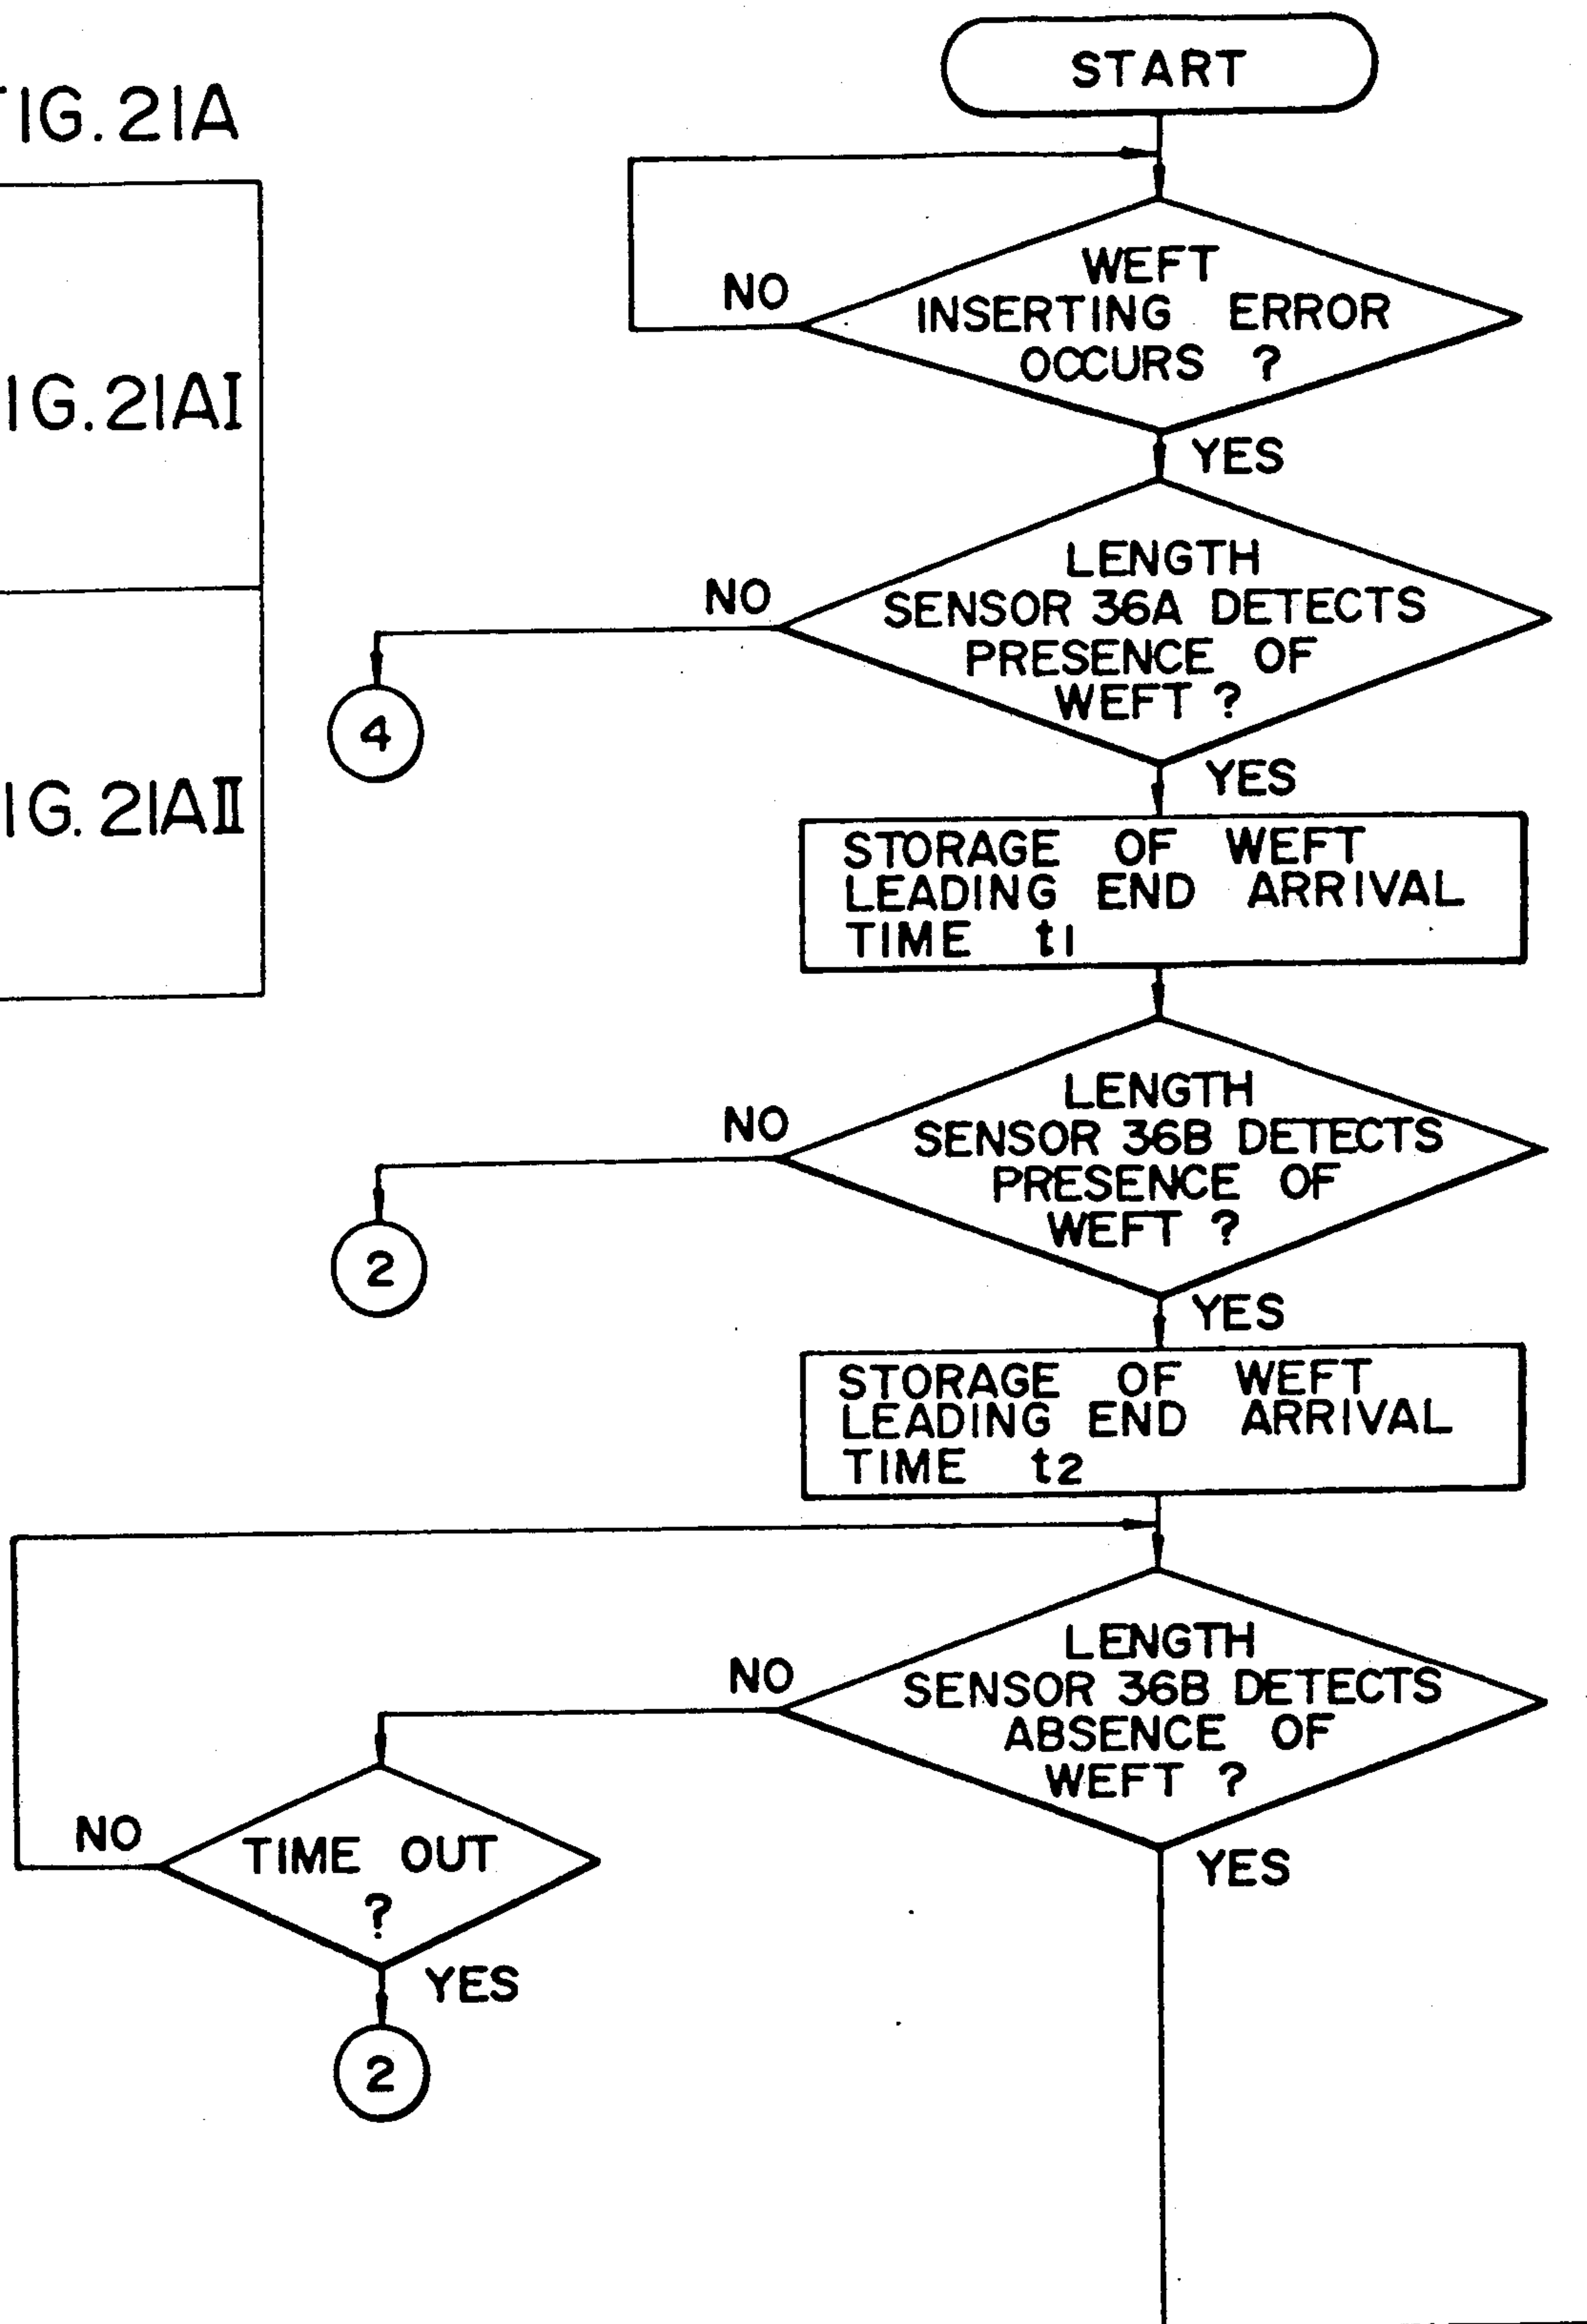 FIG. 21A
FIG. 21AI
FIG. 21AII
START
WEFT
INSERTING ERROR
OCCURS ?
NO
YES
LENGTH
SENSOR 36A DETECTS
PRESENCE OF
WEFT ?
NO
4
YES
STORAGE OF WEFT
LEADING END ARRIVAL
TIME t1
LENGTH
SENSOR 36B DETECTS
PRESENCE OF
WEFT ?
NO
2
YES
STORAGE OF WEFT
LEADING END ARRIVAL
TIME t2
LENGTH
SENSOR 36B DETECTS
ABSENCE OF
WEFT ?
NO
YES
TIME OUT
?
NO
YES
2